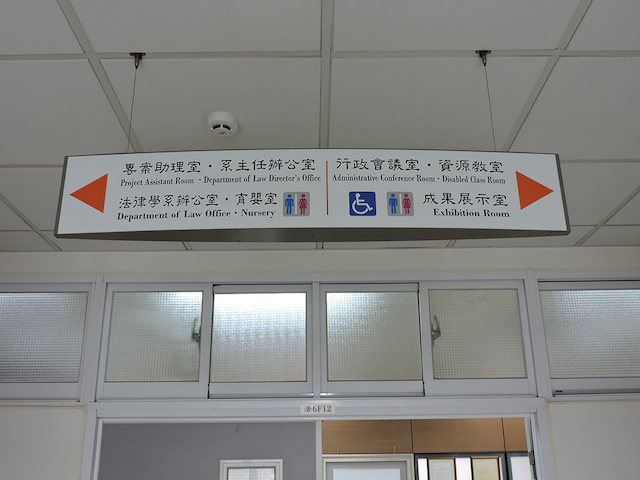 專案助理室・系主任辦公室
Project Assistant Room・Department of Law Director's Office
法律學系辦公室・育嬰室
Department of Law Office・Nursery
行政會議室・資源教室
Administrative Conference Room・Disabled Class Room
成果展示室
Exhibition Room
法6F12